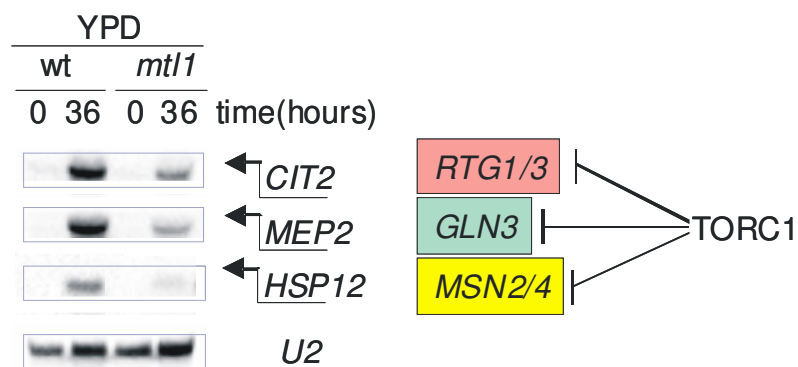 YPD
wt mtl1
0 36 0 36 time(hours)
CIT2 RTG1/3
MEP2 GLN3 TORC1
HSP12 MSN2/4
U2